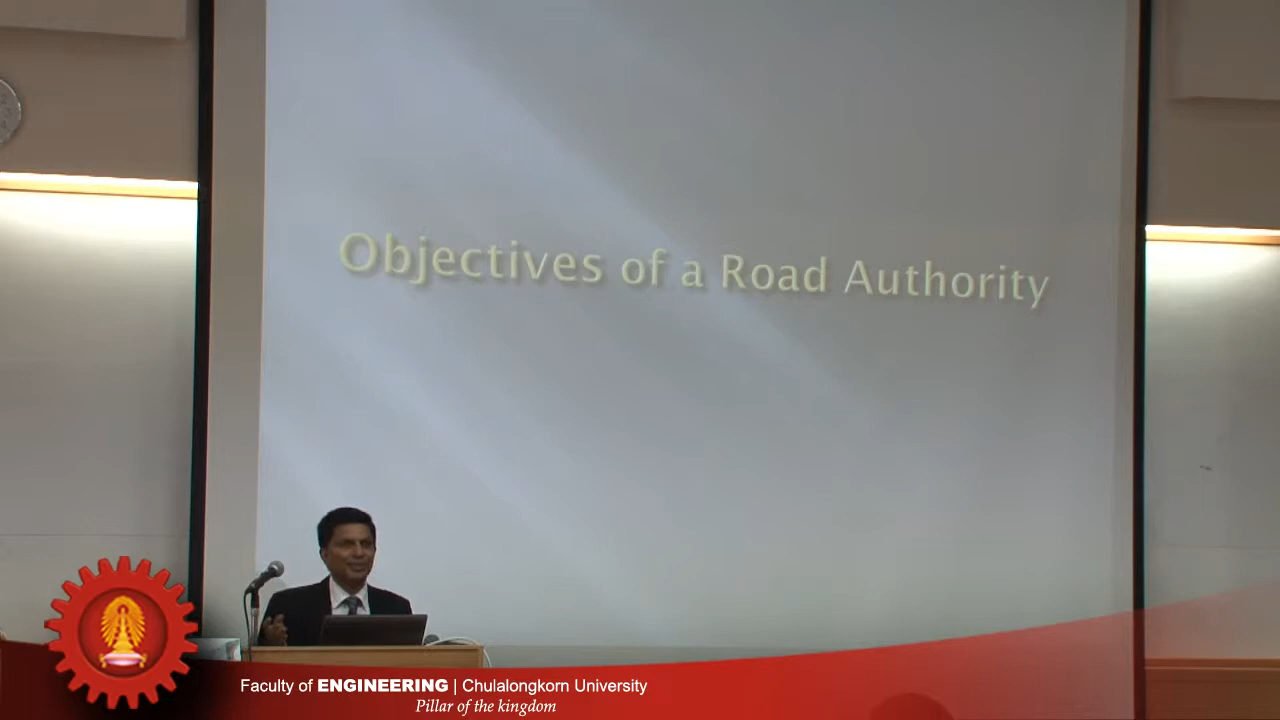 Objectives of a Road Authority
Faculty of ENGINEERING | Chulalongkorn University
Pillar of the kingdom